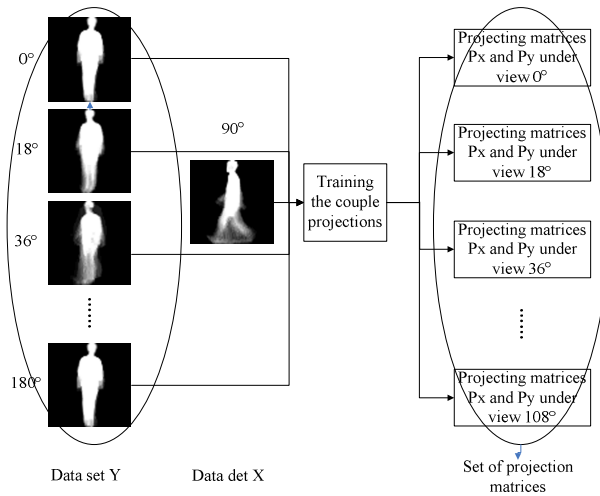 0°
18°
36°
180°
Data set Y
90°
Data det X
Training
the couple
projections
Projecting matrices
Px and Py under
view 0°
Projecting matrices
Px and Py under
view 18°
Projecting matrices
Px and Py under
view 36°
Projecting matrices
Px and Py under
view 108°
Set of projection
matrices